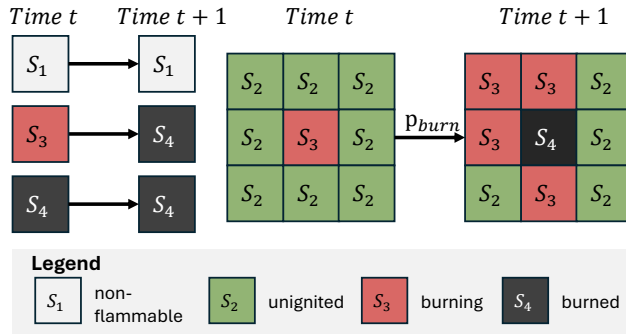 Time t Time t + 1 Time t Time t + 1
S₁ S₁
S₂ S₂ S₂ S₃ S₃ S₂
S₃ S₄
S₂ S₃ S₂ p_burn S₃ S₄ S₂
S₄ S₄
S₂ S₂ S₂ S₂ S₃ S₂
Legend
S₁ non-
flammable
S₂ unignited
S₃ burning
S₄ burned